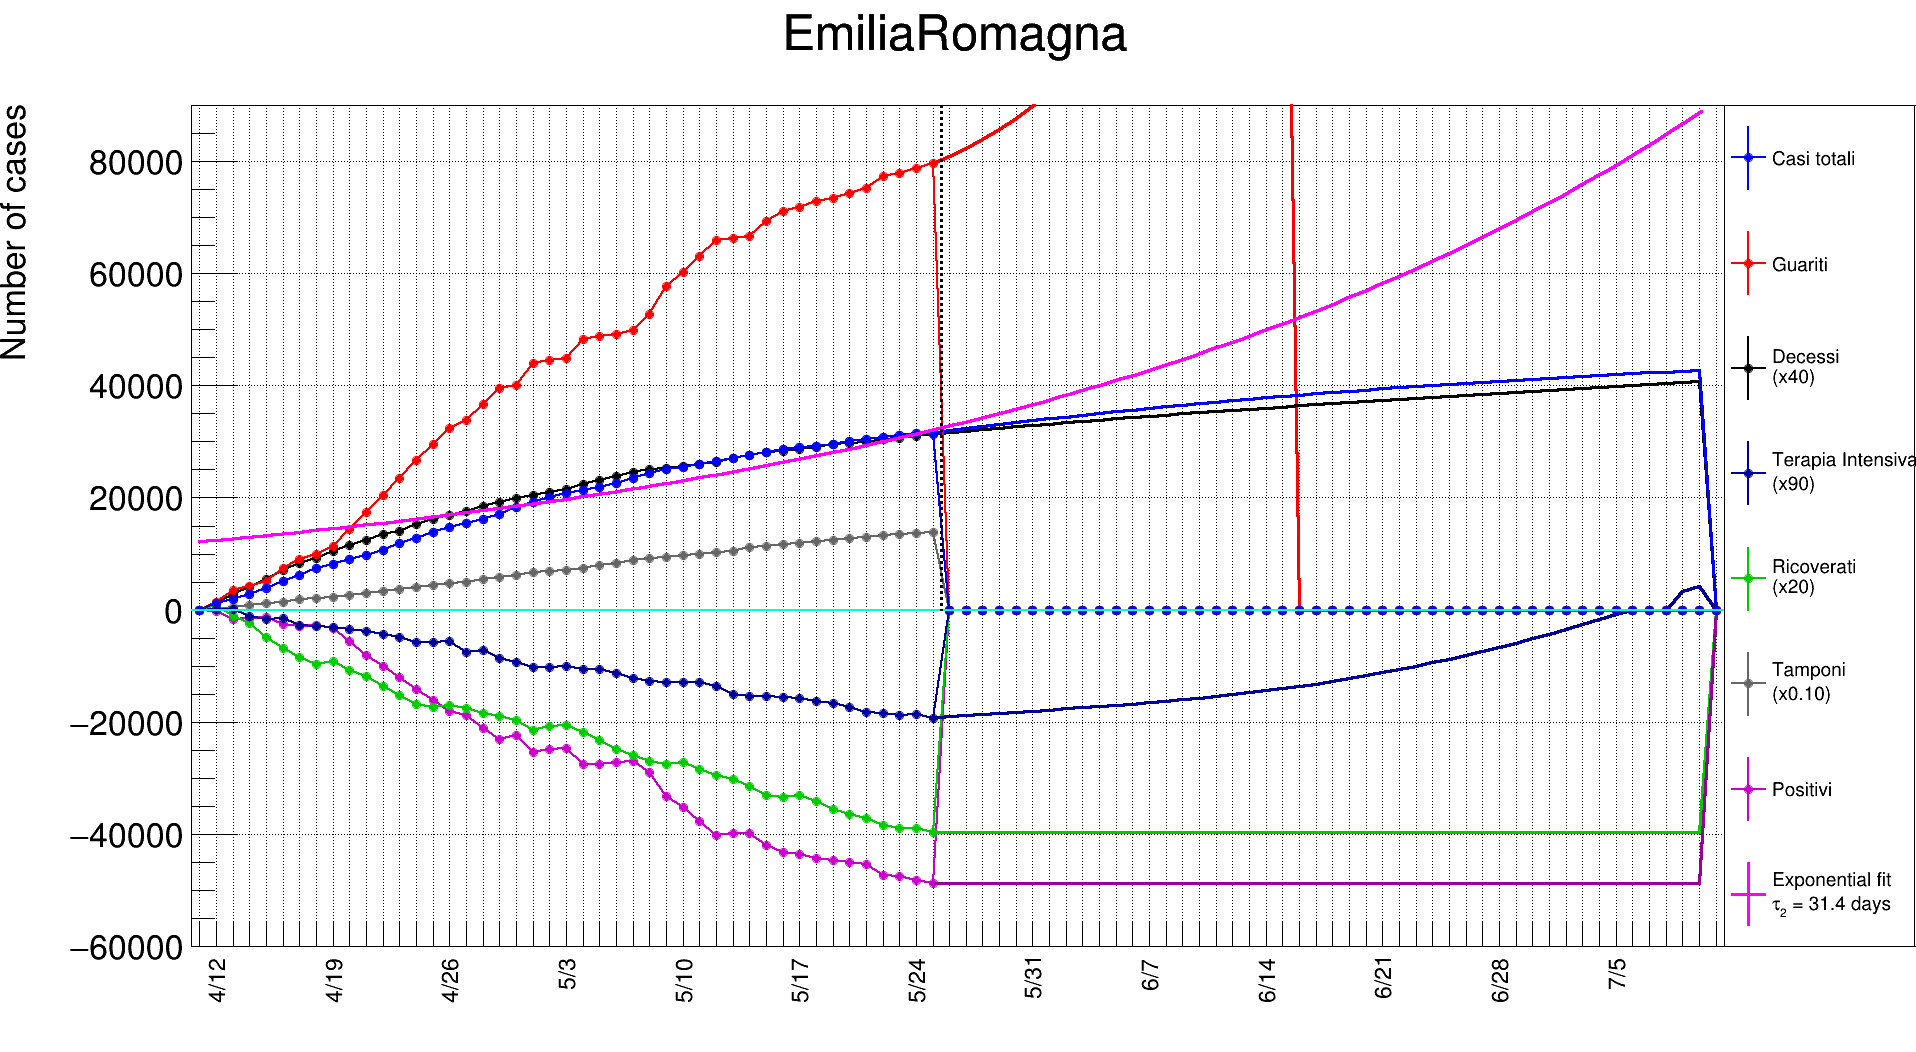 EmiliaRomagna
Number of cases
80000
60000
40000
20000
0
−20000
−40000
−60000
4/12
4/19
4/26
5/3
5/10
5/17
5/24
5/31
6/7
6/14
6/21
6/28
7/5
Casi totali
Guariti
Decessi
(x40)
Terapia Intensiva
(x90)
Ricoverati
(x20)
Tamponi
(x0.10)
Positivi
Exponential fit
τ2 = 31.4 days